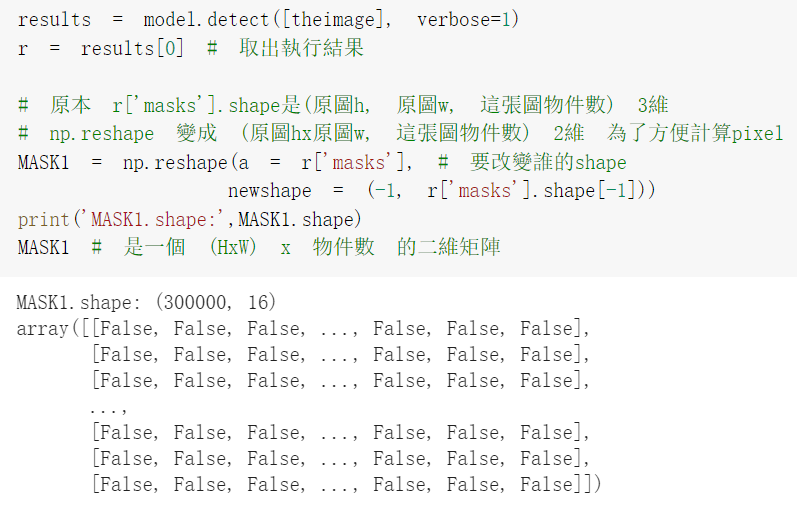 results = model.detect([theimage], verbose=1)
r = results[0] # 取出執行結果
# 原本 r['masks'].shape是(原圖h, 原圖w, 這張圖物件數) 3維
# np.reshape 變成 (原圖hx原圖w, 這張圖物件數) 2維 為了方便計算pixel
MASK1 = np.reshape(a = r['masks'], # 要改變誰的shape
newshape = (-1, r['masks'].shape[-1]))
print('MASK1.shape:',MASK1.shape)
MASK1 # 是一個 (HxW) x 物件數 的二維矩陣
MASK1.shape: (300000, 16)
array([[False, False, False, ..., False, False, False],
[False, False, False, ..., False, False, False],
[False, False, False, ..., False, False, False],
...,
[False, False, False, ..., False, False, False],
[False, False, False, ..., False, False, False],
[False, False, False, ..., False, False, False]])